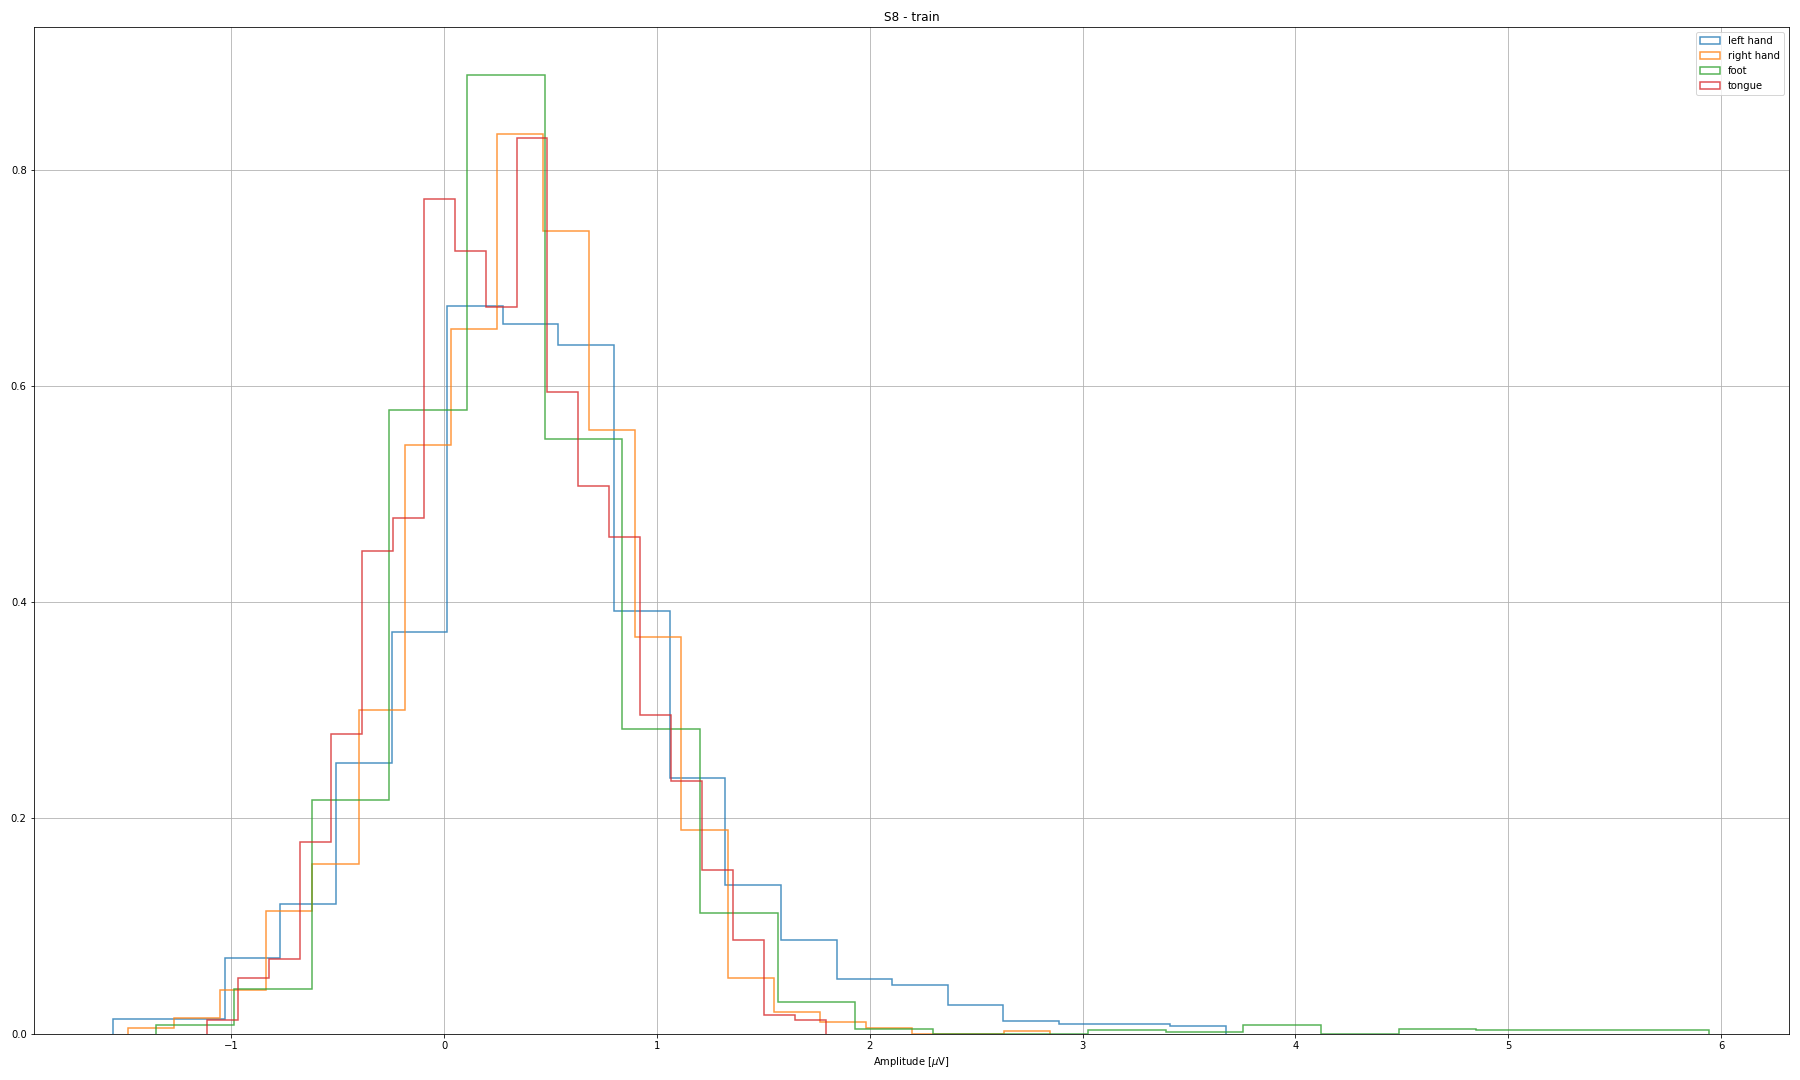 S8 - train
left hand
right hand
foot
tongue
0.8
0.6
0.4
0.2
0.0
−1 0 1 2 3 4 5 6
Amplitude [μV]